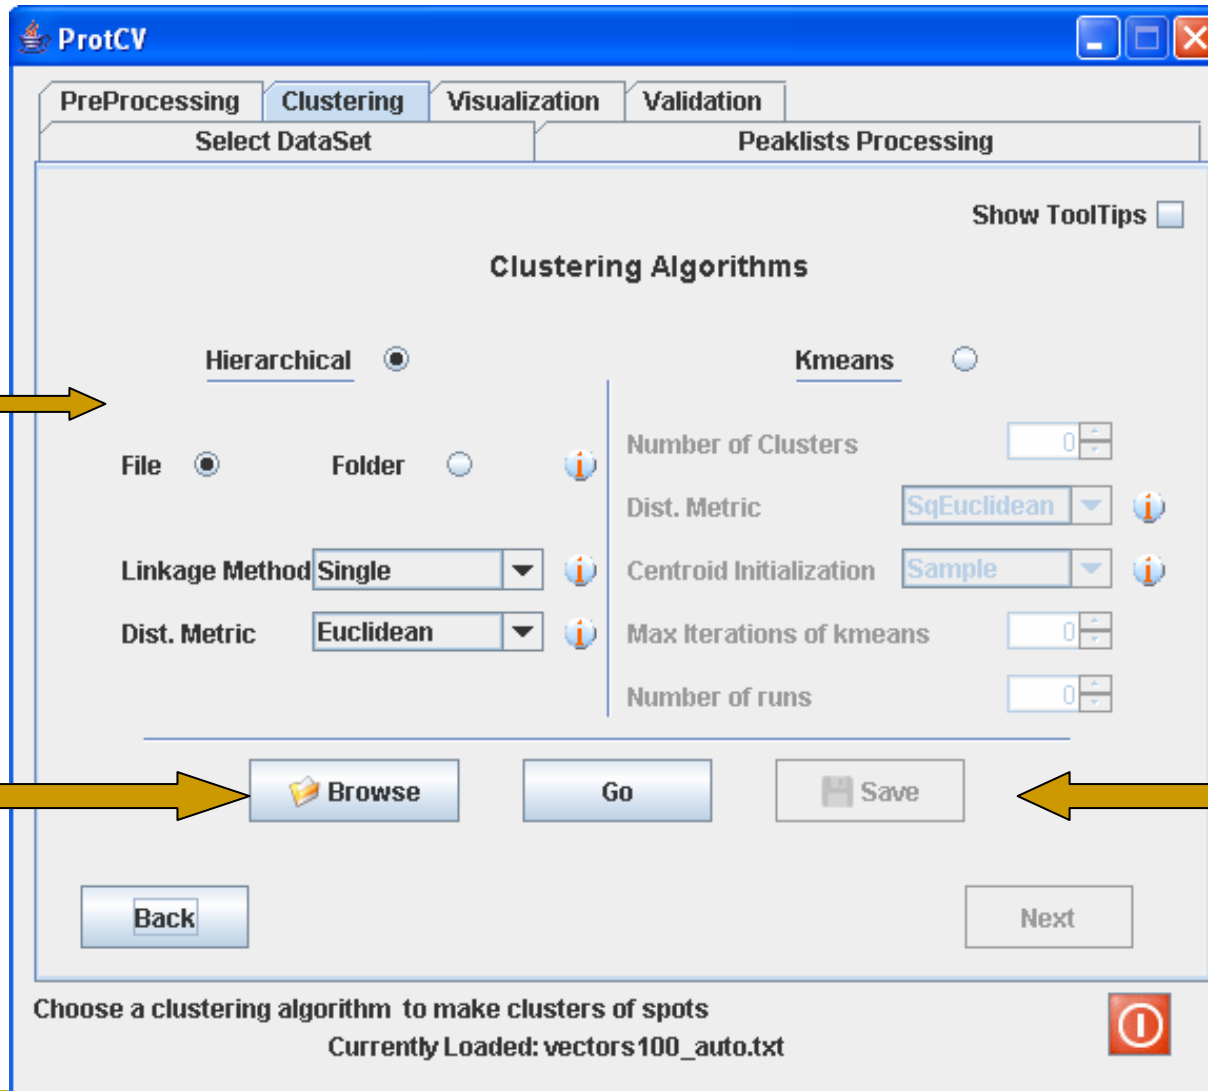 ProtCV
PreProcessing Clustering Visualization Validation
Select DataSet Peaklists Processing
Show ToolTips
Clustering Algorithms
Hierarchical Kmeans
File Folder
Number of Clusters 0
Dist. Metric SqEuclidean
Linkage Method Single
Centroid Initialization Sample
Dist. Metric Euclidean
Max Iterations of kmeans 0
Number of runs 0
Browse Go Save
Back Next
Choose a clustering algorithm to make clusters of spots
Currently Loaded: vectors100_auto.txt